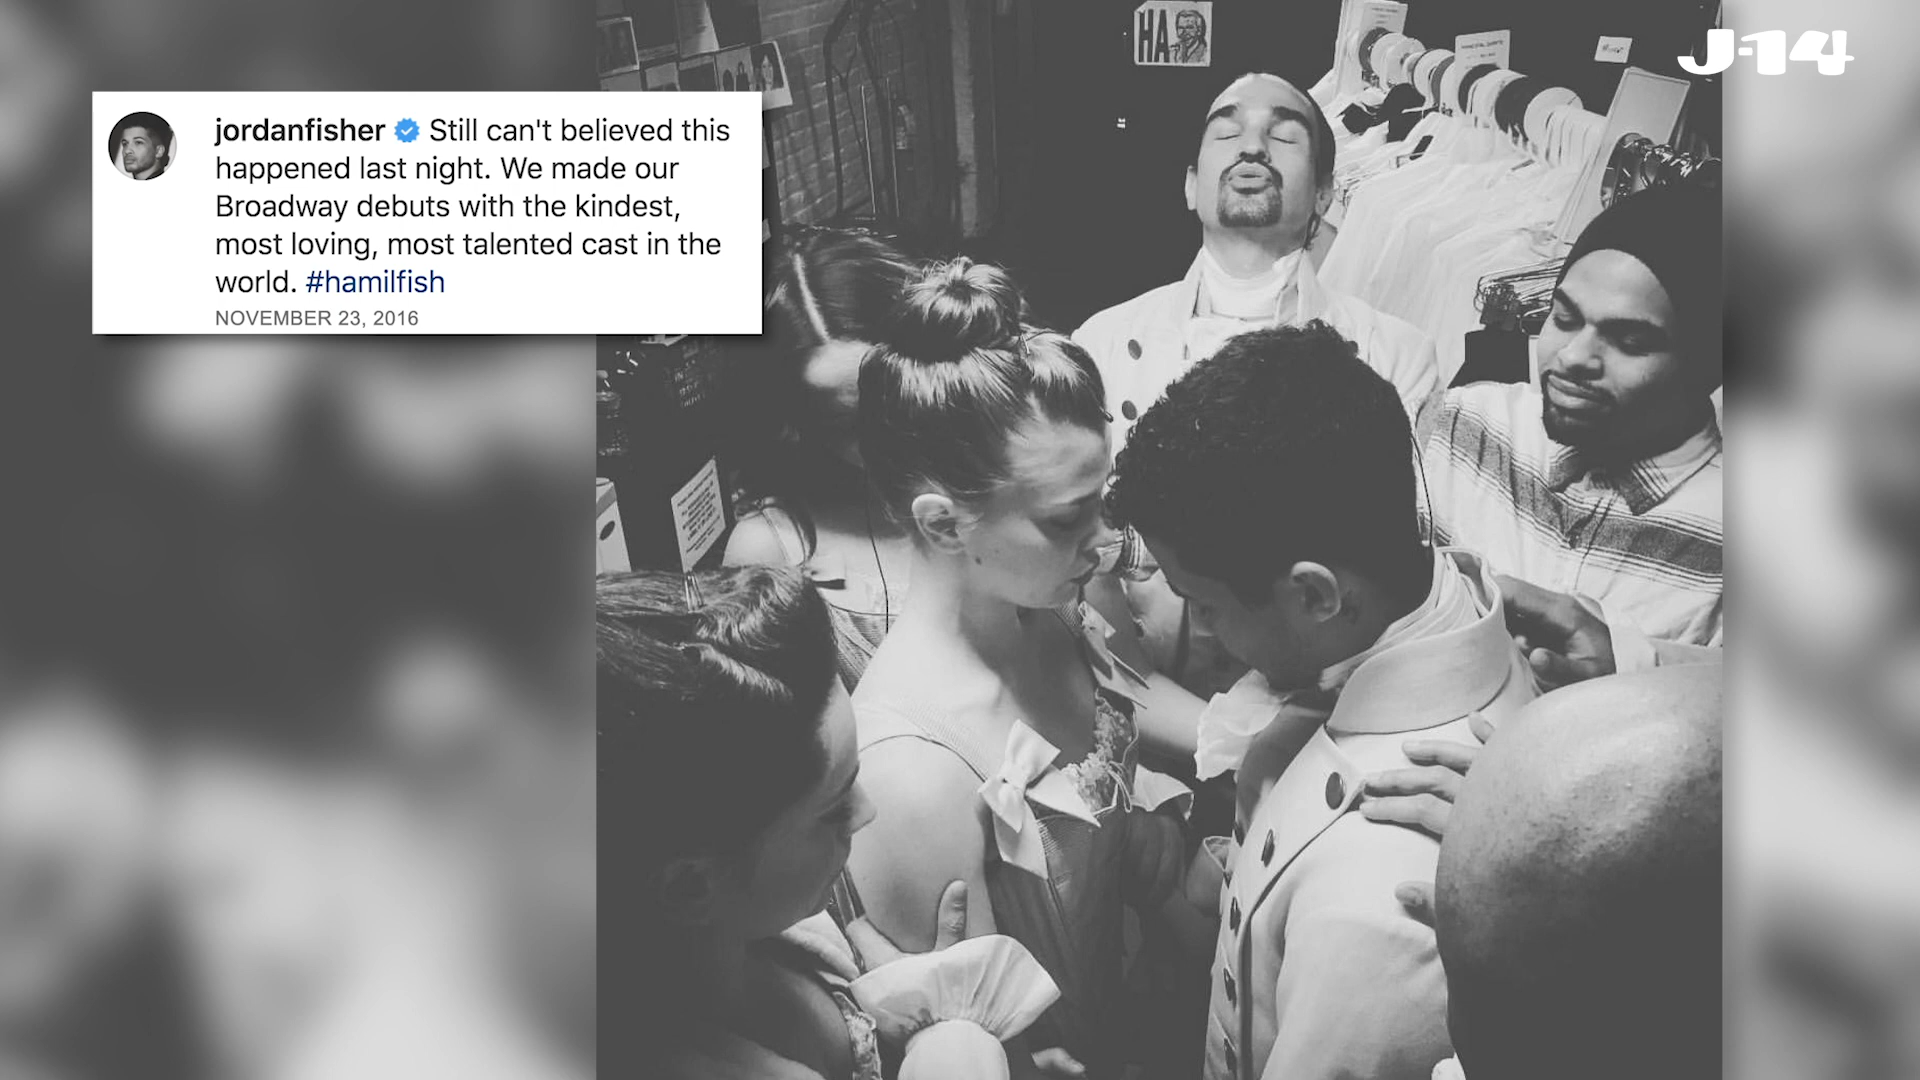 J-14
HA
jordanfisher Still can't believed this
happened last night. We made our
Broadway debuts with the kindest,
most loving, most talented cast in the
world. #hamilfish
NOVEMBER 23, 2016